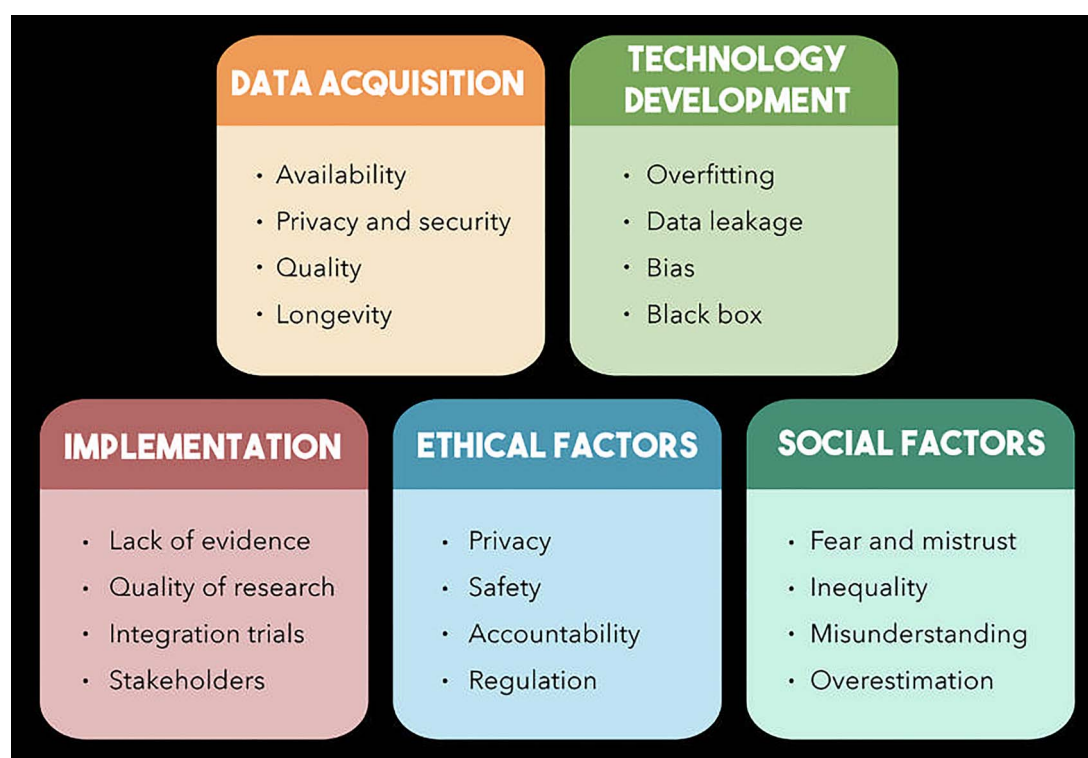 DATA ACQUISITION
• Availability
• Privacy and security
• Quality
• Longevity
TECHNOLOGY
DEVELOPMENT
• Overfitting
• Data leakage
• Bias
• Black box
IMPLEMENTATION
• Lack of evidence
• Quality of research
• Integration trials
• Stakeholders
ETHICAL FACTORS
• Privacy
• Safety
• Accountability
• Regulation
SOCIAL FACTORS
• Fear and mistrust
• Inequality
• Misunderstanding
• Overestimation